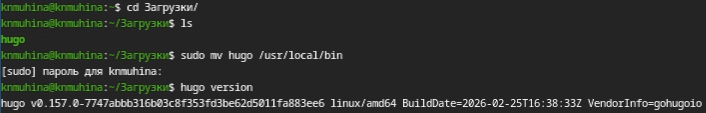 knmuhina@knmuhina:~$ cd Загрузки/
knmuhina@knmuhina:~/Загрузки$ ls
hugo
knmuhina@knmuhina:~/Загрузки$ sudo mv hugo /usr/local/bin
[sudo] пароль для knmuhina:
knmuhina@knmuhina:~/Загрузки$ hugo version
hugo v0.157.0-7747abbb316b03c8f353fd3be62d5011fa883ee6 linux/amd64 BuildDate=2026-02-25T16:38:33Z VendorInfo=gohugoio